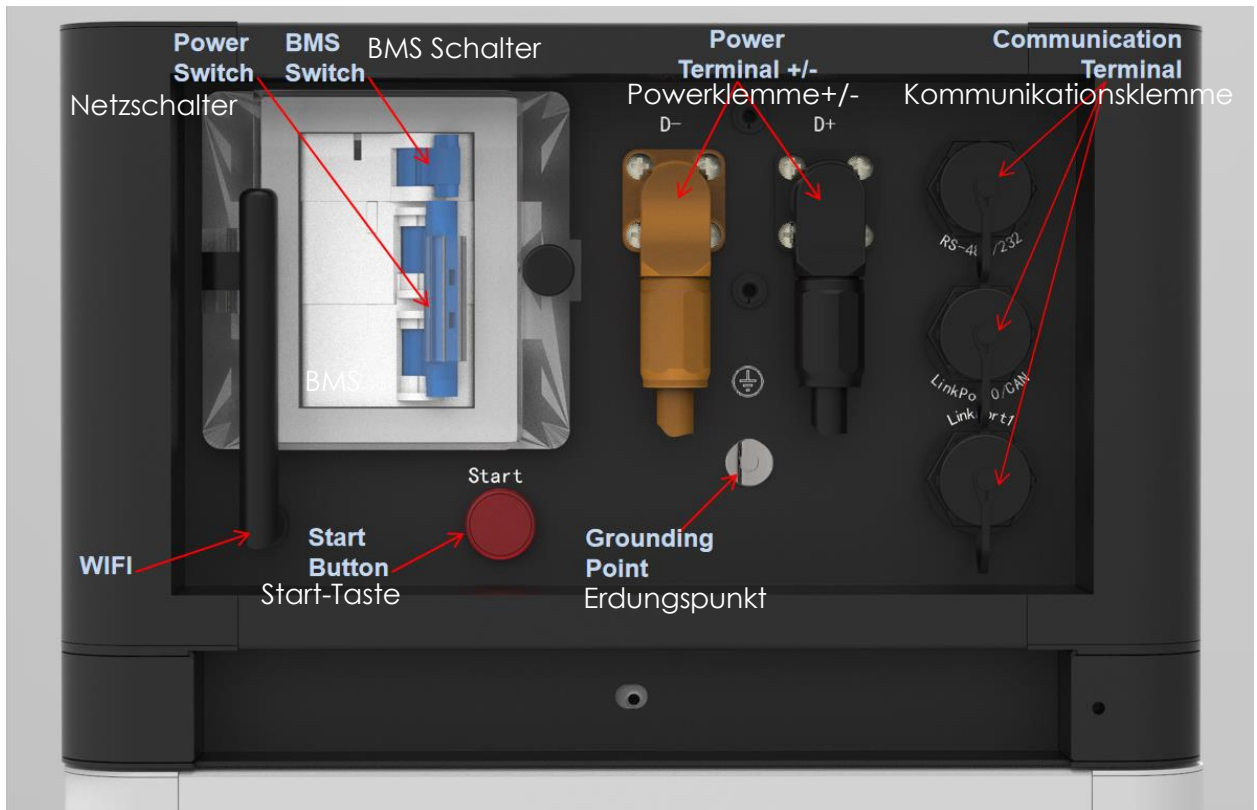 Power
Switch
Netzschalter
BMS
Switch
BMS Schalter
Power
Terminal +/-
Powerklemme+/-
Communication
Terminal
Kommunikationsklemme
D-
D+
LinkPort1
BMS
Start
WIFI
Start
Button
Start-Taste
Grounding
Point
Erdungspunkt